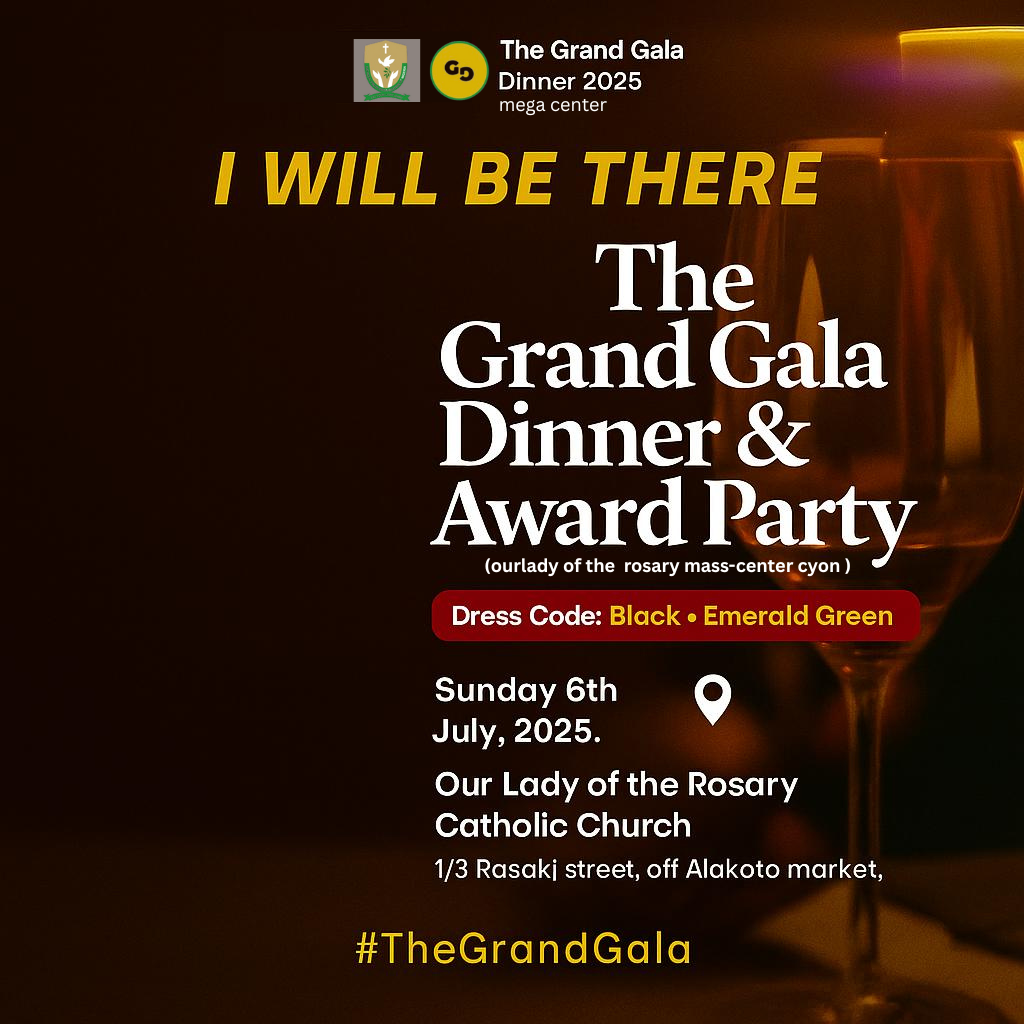 The Grand Gala
Dinner 2025
mega center
GD
I WILL BE THERE
The
Grand Gala
Dinner &
Award Party
(ourlady of the rosary mass-center cyon )
Dress Code: Black • Emerald Green
Sunday 6th
July, 2025.
Our Lady of the Rosary
Catholic Church
1/3 Rasakj street, off Alakoto market,
#TheGrandGala